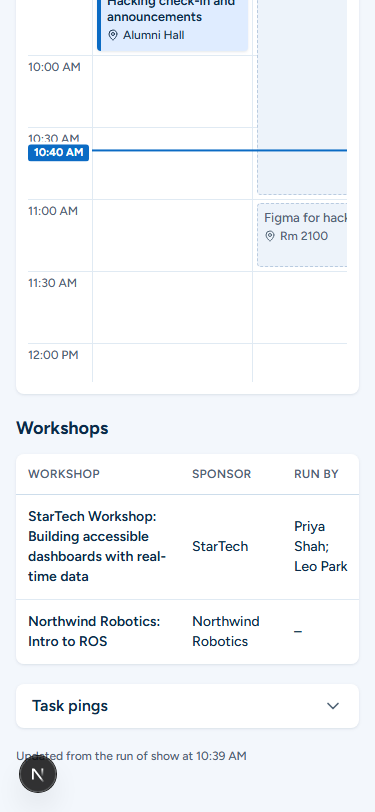 Hacking check-in and
announcements
Alumni Hall
10:00 AM
10:30 AM
10:40 AM
11:00 AM
Figma for hack
Rm 2100
11:30 AM
12:00 PM
Workshops
WORKSHOP SPONSOR RUN BY
StarTech Workshop:
Building accessible
dashboards with real-
time data
StarTech
Priya
Shah;
Leo Park
Northwind Robotics:
Intro to ROS
Northwind
Robotics
–
Task pings
Updated from the run of show at 10:39 AM
N